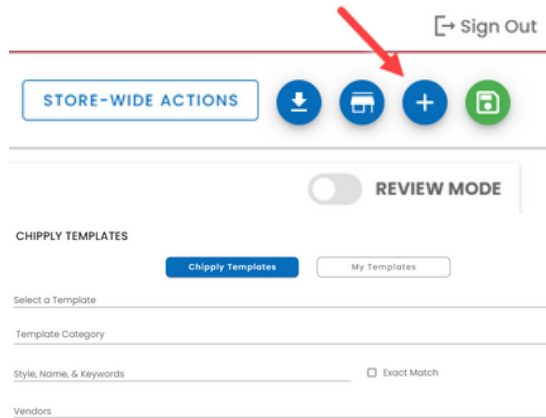 Sign Out
STORE-WIDE ACTIONS
REVIEW MODE
CHIPPLY TEMPLATES
Chipply Templates My Templates
Select a Template
Template Category
Style, Name, & Keywords Exact Match
Vendors